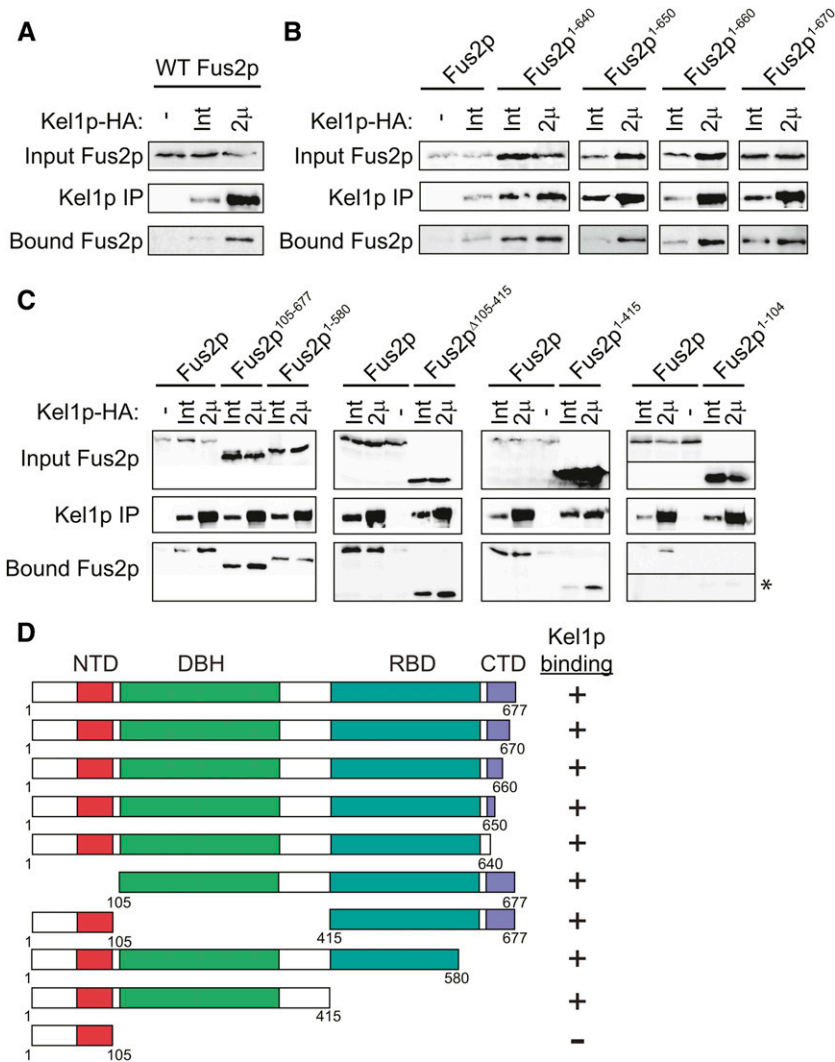 A
WT Fus2p
Kel1p-HA: - Int 2μ
Input Fus2p
Kel1p IP
Bound Fus2p
B
Fus2p Fus2p1-640 Fus2p1-650 Fus2p1-660 Fus2p1-670
Kel1p-HA: - Int Int 2μ Int 2μ Int 2μ Int 2μ
Input Fus2p
Kel1p IP
Bound Fus2p
C
Fus2p Fus2p105-677 Fus2p1-580 Fus2p Fus2pΔ105-415 Fus2p Fus2p1-415 Fus2p Fus2p1-104
Kel1p-HA: - Int 2μ Int 2μ Int 2μ Int 2μ - Int 2μ Int 2μ - Int 2μ Int 2μ - Int 2μ
Input Fus2p
Kel1p IP
Bound Fus2p
*
D
NTD DBH RBD CTD Kel1p
binding
+
1 677
+
1 670
+
1 660
+
1 650
+
1 640
+
105 677
+
1 105 415 677
+
1 580
+
1 415
-
1 105